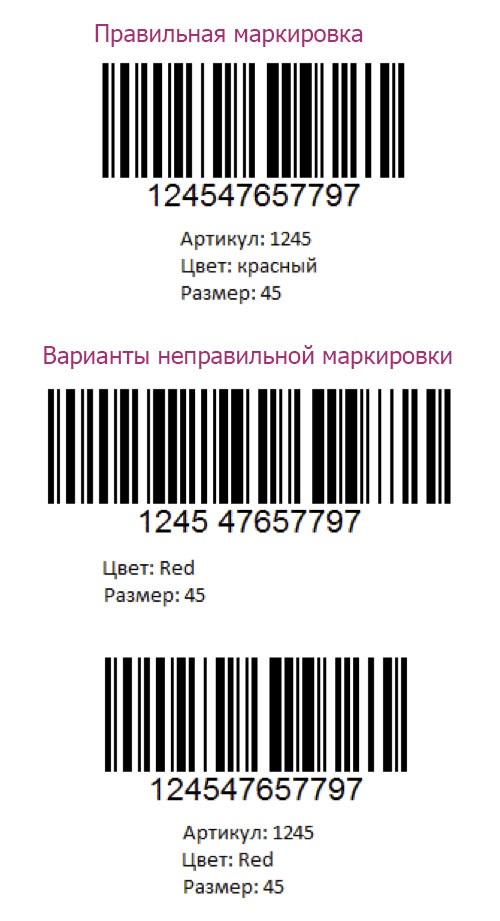 Правильная маркировка
124547657797
Артикул: 1245
Цвет: красный
Размер: 45
Варианты неправильной маркировки
1245 47657797
Цвет: Red
Размер: 45
124547657797
Артикул: 1245
Цвет: Red
Размер: 45